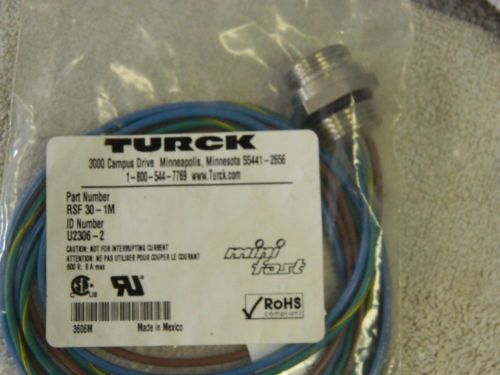 TURCK
3000 Campus Drive Minneapolis, Minnesota 55441-2656
1-800-544-7769 www.Turck.com
Part Number
RSF 30-1M
ID Number
U2306-2
CAUTION: NOT FOR INTERRUPTING CURRENT
ATTENTION: NE PAS UTILISER POUR COUPER LE COURANT
600 V; 9 A max
mini
fast
C US
RoHS
compliant
3606M
Made in Mexico